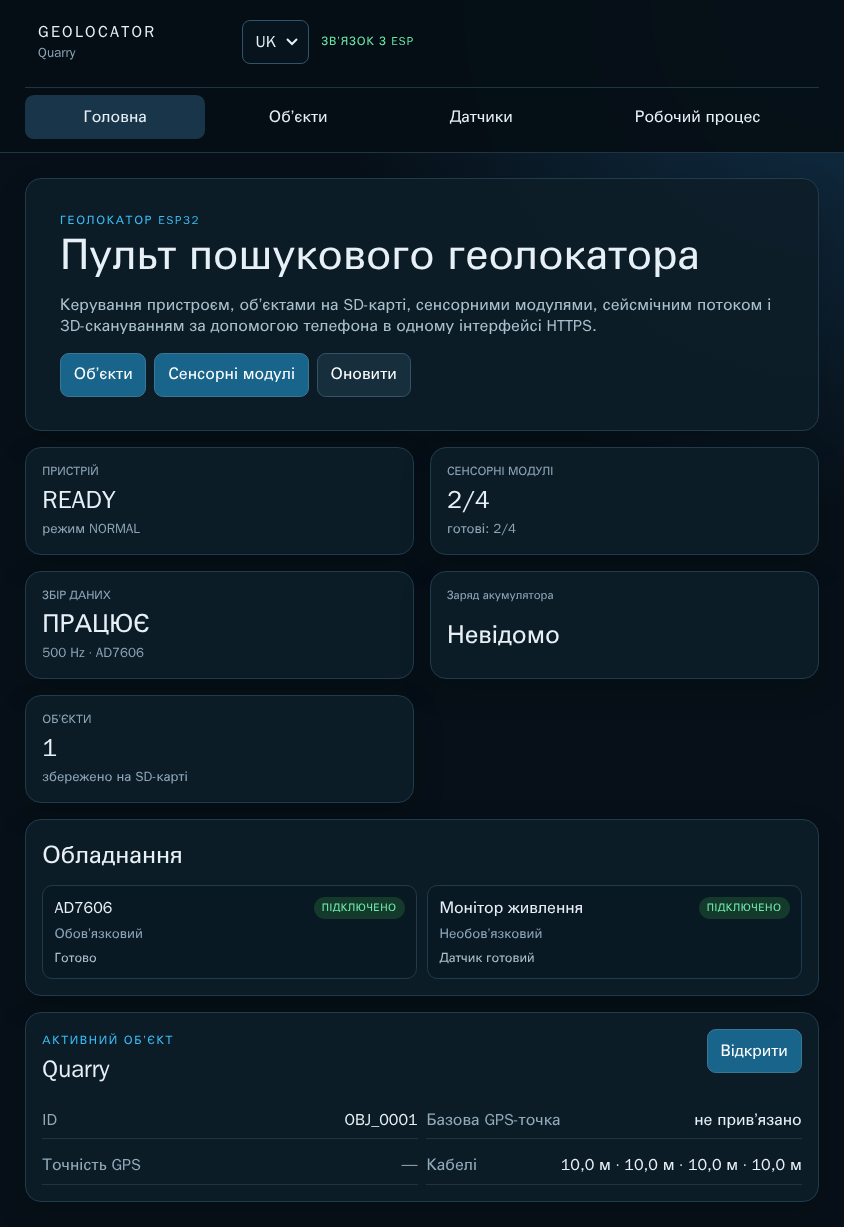 GEOLOCATOR
Quarry
UK
ЗВ'ЯЗОК З ESP
Головна
Об'єкти
Датчики
Робочий процес
ГЕОЛОКАТОР ESP32
Пульт пошукового геолокатора
Керування пристроєм, об'єктами на SD-карті, сенсорними модулями, сейсмічним потоком і
3D-скануванням за допомогою телефона в одному інтерфейсі HTTPS.
Об'єкти
Сенсорні модулі
Оновити
ПРИСТРІЙ
READY
режим NORMAL
СЕНСОРНІ МОДУЛІ
2/4
готові: 2/4
ЗБІР ДАНИХ
ПРАЦЮЄ
500 Hz · AD7606
Заряд акумулятора
Невідомо
ОБ'ЄКТИ
1
збережено на SD-карті
Обладнання
AD7606
ПІДКЛЮЧЕНО
Обов'язковий
Готово
Монітор живлення
ПІДКЛЮЧЕНО
Необов'язковий
Датчик готовий
АКТИВНИЙ ОБ'ЄКТ
Quarry
Відкрити
ID
OBJ_0001
Базова GPS-точка
не прив'язано
Точність GPS
—
Кабелі
10,0 м · 10,0 м · 10,0 м · 10,0 м